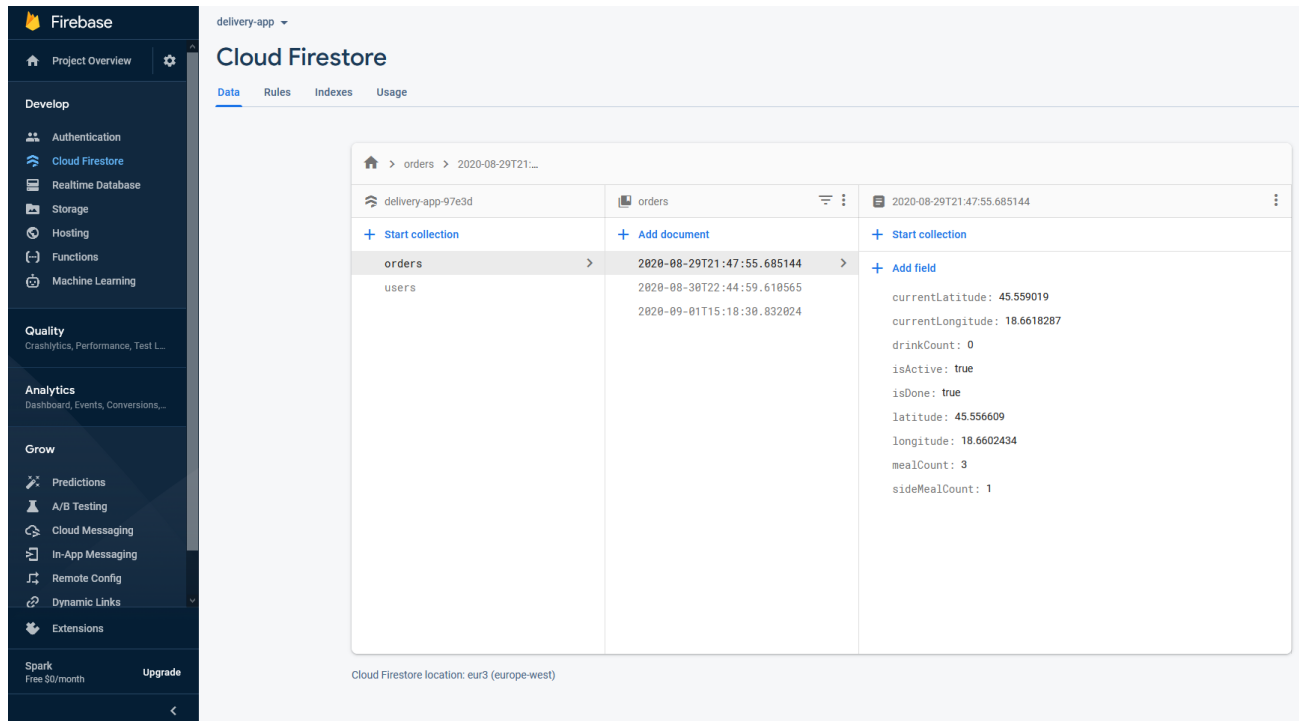 Firebase
Project Overview
Develop
Authentication
Cloud Firestore
Realtime Database
Storage
Hosting
Functions
Machine Learning
Quality
Crashlytics, Performance, Test L...
Analytics
Dashboard, Events, Conversions,...
Grow
Predictions
A/B Testing
Cloud Messaging
In-App Messaging
Remote Config
Dynamic Links
Extensions
Spark
Free $0/month
Upgrade
delivery-app
Cloud Firestore
Data Rules Indexes Usage
orders > 2020-08-29T21:...
delivery-app-97e3d
Start collection
orders
users
orders
Add document
2020-08-29T21:47:55.685144
2020-08-30T22:44:59.610565
2020-09-01T15:18:30.832024
2020-08-29T21:47:55.685144
Start collection
Add field
currentLatitude: 45.559019
currentLongitude: 18.6618287
drinkCount: 0
isActive: true
isDone: true
latitude: 45.556609
longitude: 18.6602434
mealCount: 3
sideMealCount: 1
Cloud Firestore location: eur3 (europe-west)